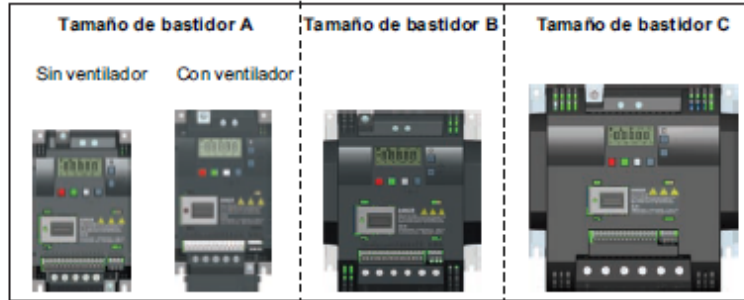 Tamaño de bastidor A
Tamaño de bastidor B
Tamaño de bastidor C
Sin ventilador
Con ventilador